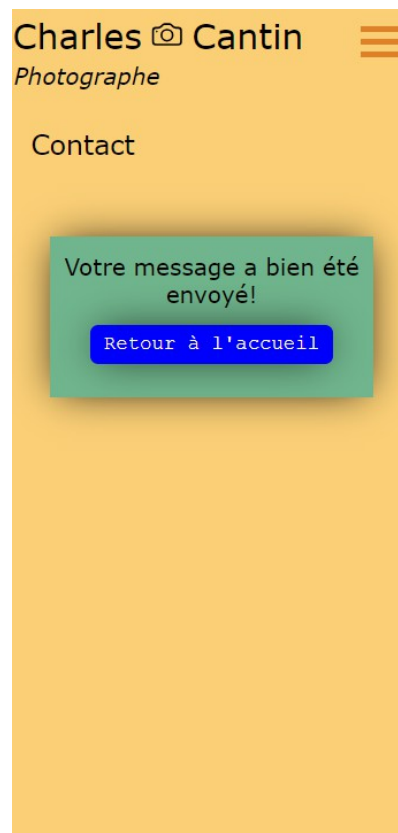 Charles Cantin
Photographe
Contact
Votre message a bien été
envoyé!
Retour à l'accueil